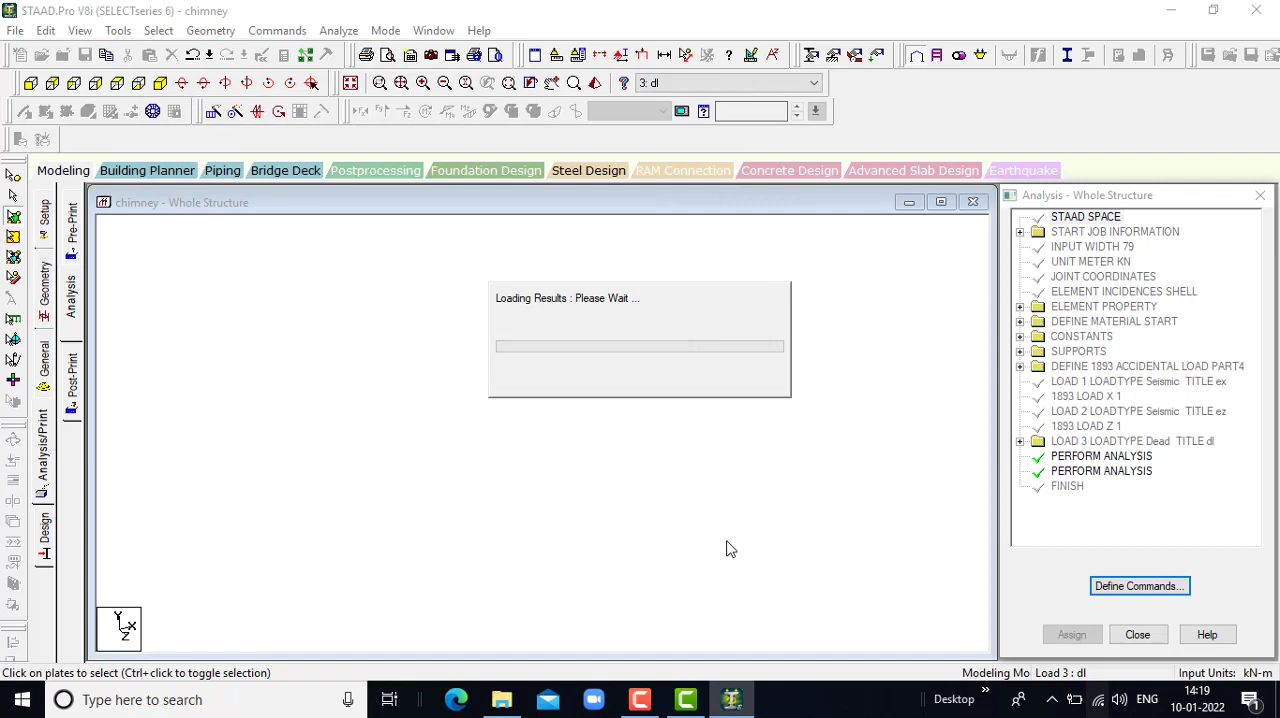 STAAD.Pro V8i (SELECTseries 6) - chimney
File Edit View Tools Select Geometry Commands Analyze Mode Window Help
3: dl
Modeling Building Planner Piping Bridge Deck Postprocessing Foundation Design Steel Design RAM Connection Concrete Design Advanced Slab Design Earthquake
Setup
Geometry
General
Analysis/Print
Design
Pre-Print
Analysis
Post-Print
chimney - Whole Structure
Loading Results : Please Wait ...
Y
X
Z
Analysis - Whole Structure
STAAD SPACE
START JOB INFORMATION
INPUT WIDTH 79
UNIT METER KN
JOINT COORDINATES
ELEMENT INCIDENCES SHELL
ELEMENT PROPERTY
DEFINE MATERIAL START
CONSTANTS
SUPPORTS
DEFINE 1893 ACCIDENTAL LOAD PART4
LOAD 1 LOADTYPE Seismic TITLE ex
1893 LOAD X 1
LOAD 2 LOADTYPE Seismic TITLE ez
1893 LOAD Z 1
LOAD 3 LOADTYPE Dead TITLE dl
PERFORM ANALYSIS
PERFORM ANALYSIS
FINISH
Define Commands...
Assign Close Help
Click on plates to select (Ctrl+click to toggle selection)
Modeling Mo Load 3 : dl Input Units: kN-m
Type here to search
Desktop
ENG
14:19
10-01-2022
1